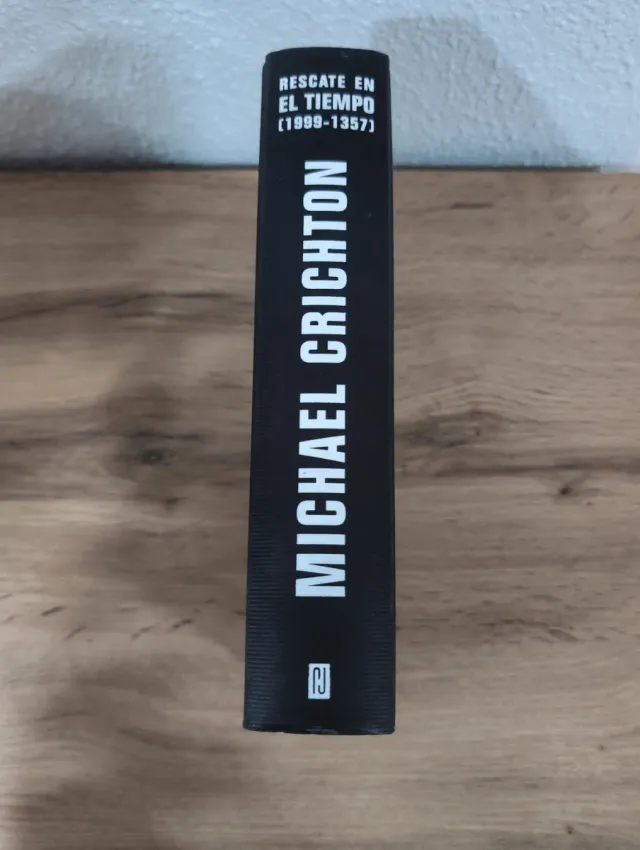 RESCATE EN
EL TIEMPO
(1999-1357)
MICHAEL CRICHTON